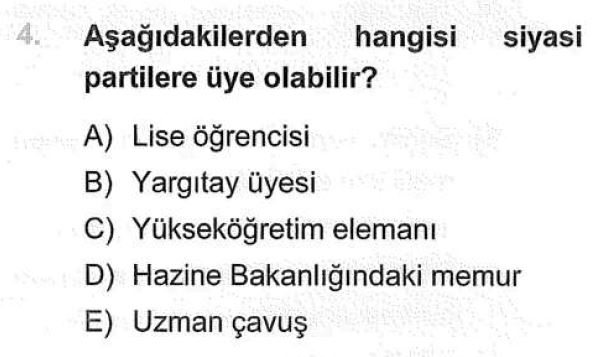 4. Aşağıdakilerden hangisi siyasi
partilere üye olabilir?
A) Lise öğrencisi
B) Yargıtay üyesi
C) Yükseköğretim elemanı
D) Hazine Bakanlığındaki memur
E) Uzman çavuş